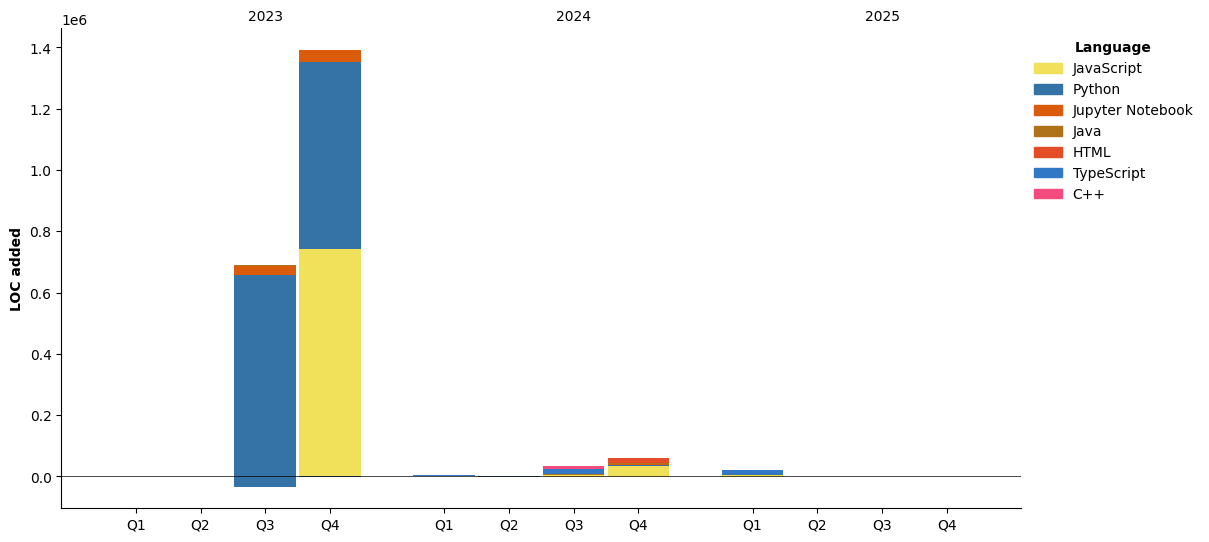 2023 2024 2025
1e6
1.4
1.2
1.0
0.8
0.6
0.4
0.2
0.0
LOC added
Q1 Q2 Q3 Q4 Q1 Q2 Q3 Q4 Q1 Q2 Q3 Q4
Language
JavaScript
Python
Jupyter Notebook
Java
HTML
TypeScript
C++